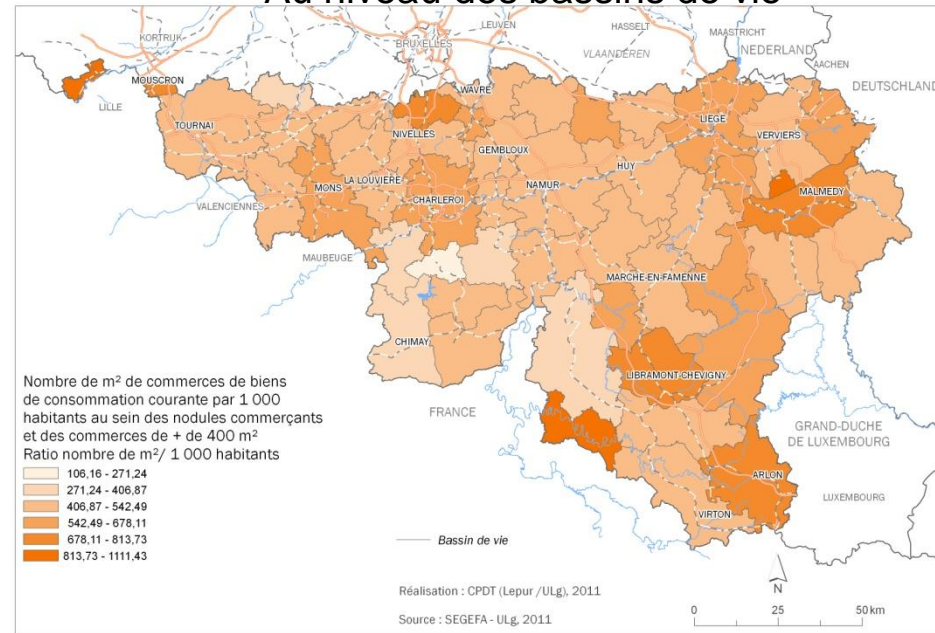 Au niveau des bassins de vie
KORTRIJK
LEUVEN
HASSELT
MAASTRICHT
BRUXELLES
VLAANDEREN
NEDERLAND
AACHEN
DEUTSCHLAND
MOUSCRON
LILLE
WAVRE
TOURNAI
NIVELLES
LIEGE
VERVIERS
GEMBLOUX
HUY
LA LOUVIERE
MONS
NAMUR
MALMEDY
CHARLEROI
VALENCIENNES
MAUBEUGE
MARCHE-EN-FAMENNE
CHIMAY
LIBRAMONT-CHEVIGNY
FRANCE
GRAND-DUCHE
DE LUXEMBOURG
ARLON
LUXEMBOURG
VIRTON
Nombre de m² de commerces de biens
de consommation courante par 1 000
habitants au sein des nodules commerçants
et des commerces de + de 400 m²
Ratio nombre de m²/ 1 000 habitants
106,16 - 271,24
271,24 - 406,87
406,87 - 542,49
542,49 - 678,11
678,11 - 813,73
813,73 - 1111,43
Bassin de vie
Réalisation : CPDT (Lepur /ULg), 2011
Source : SEGEFA - ULg, 2011
N
0 25 50 km